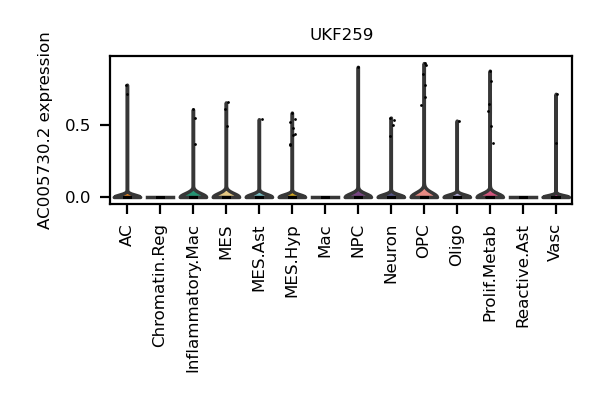 UKF259
AC005730.2 expression
0.5
0.0
AC
Chromatin.Reg
Inflammatory.Mac
MES
MES.Ast
MES.Hyp
Mac
NPC
Neuron
OPC
Oligo
Prolif.Metab
Reactive.Ast
Vasc